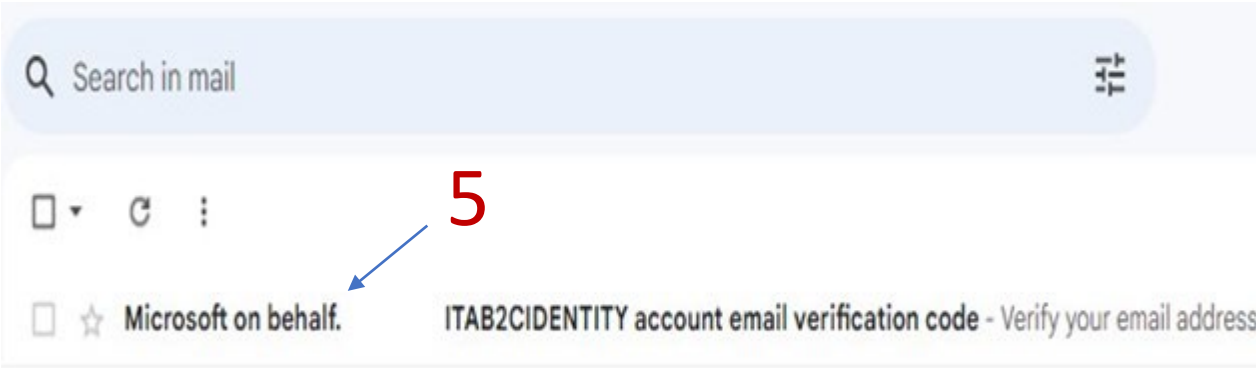 Search in mail
5
Microsoft on behalf. ITAB2CIDENTITY account email verification code - Verify your email address